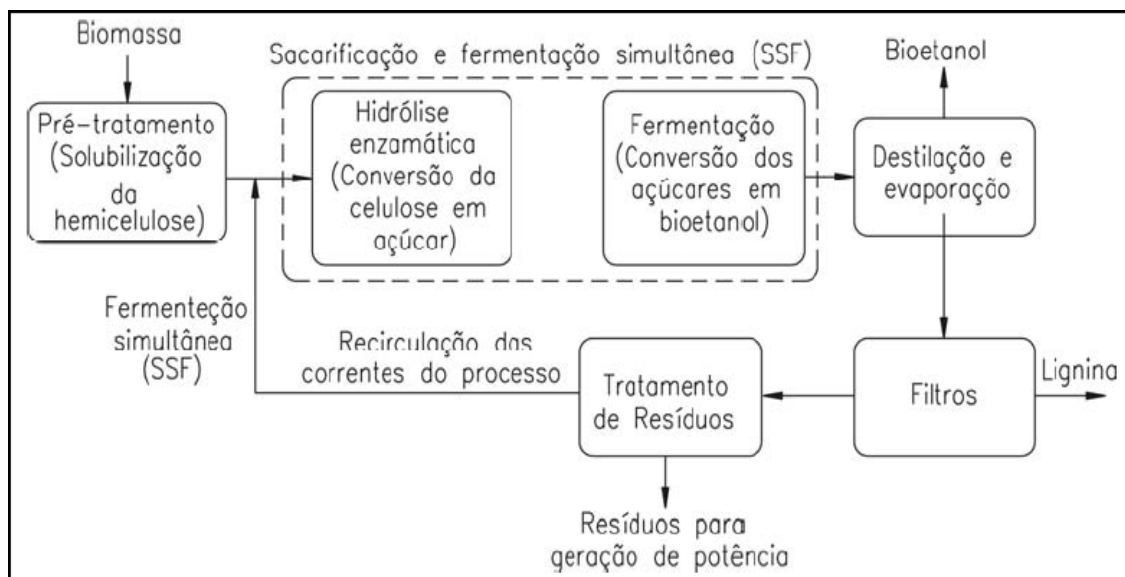 Biomassa
Sacarificação e fermentação simultânea (SSF)
Bioetanol
Pré-tratamento
(Solubilização
da
hemicelulose)
Hidrólise
enzamática
(Conversão da
celulose em
açúcar)
Fermentação
(Conversão dos
açúcares em
bioetanol)
Destilação e
evaporação
Fermenteção
simultânea
(SSF)
Recirculação das
correntes do processo
Tratamento
de Resíduos
Filtros
Lignina
Resíduos para
geração de potência